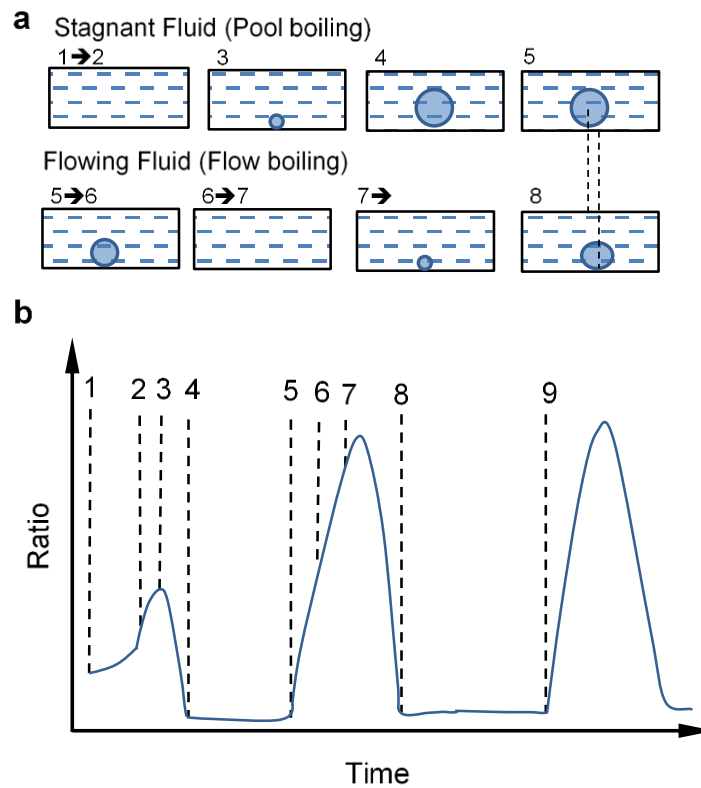 a
Stagnant Fluid (Pool boiling)
1➔2 3 4 5
Flowing Fluid (Flow boiling)
5➔6 6➔7 7➔ 8
b
1 2 3 4 5 6 7 8 9
Ratio
Time